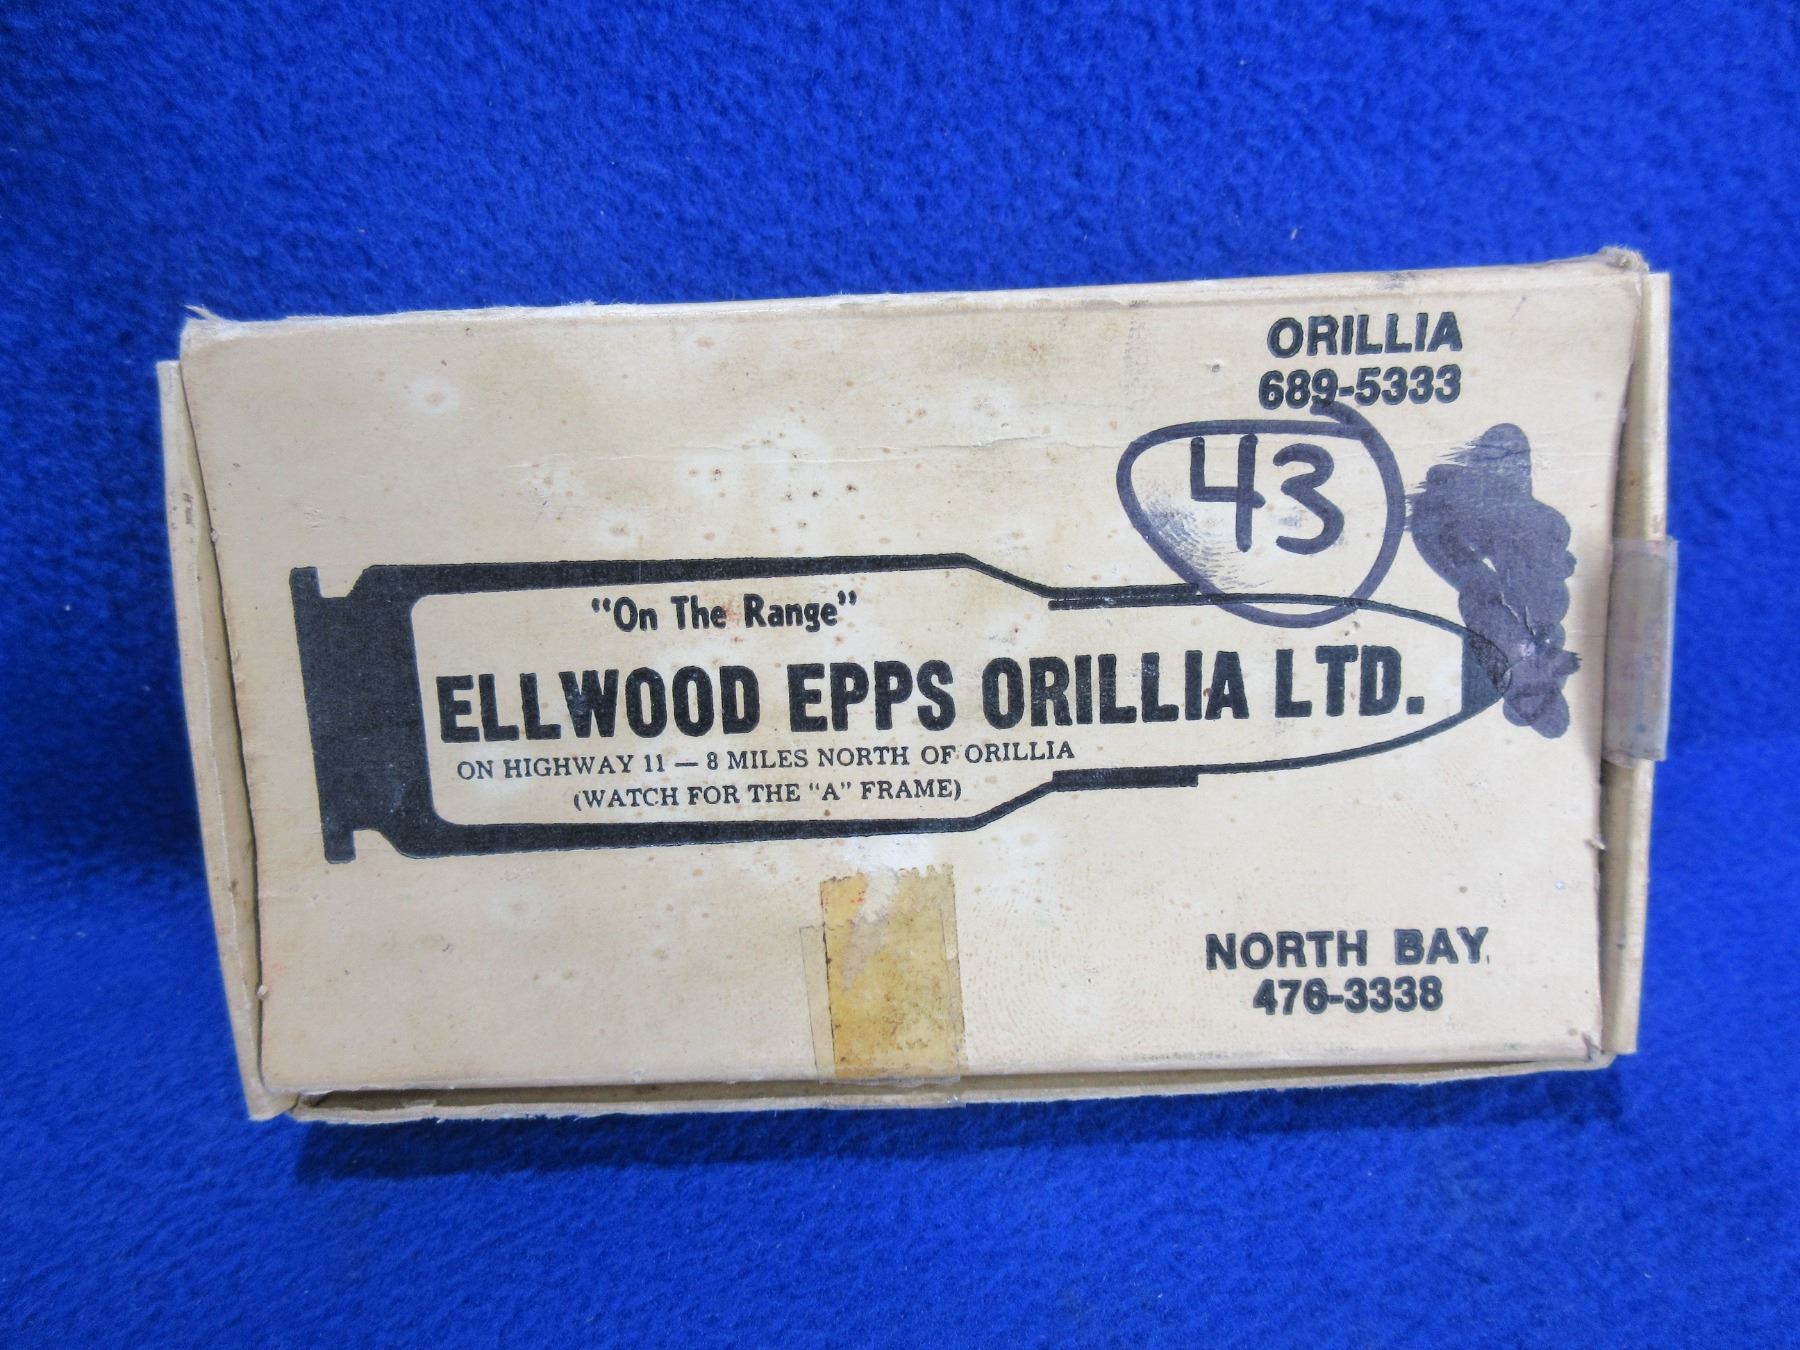 ORILLIA
689-5333
43
"On The Range"
ELLWOOD EPPS ORILLIA LTD.
ON HIGHWAY 11 — 8 MILES NORTH OF ORILLIA
(WATCH FOR THE "A" FRAME)
NORTH BAY
476-3338